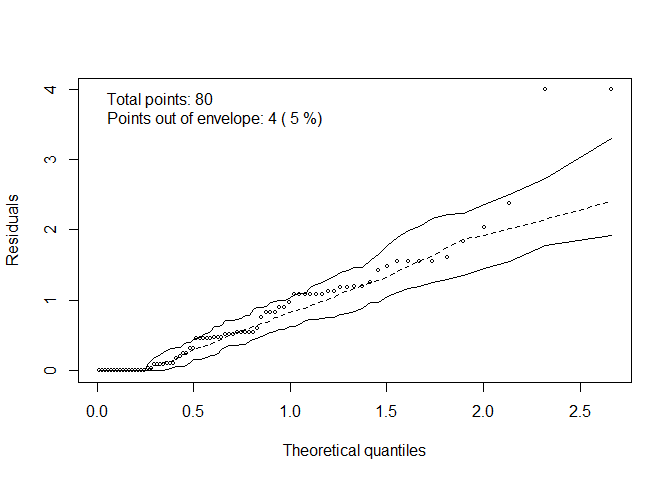 Total points: 80
Points out of envelope: 4 ( 5 %)
4
3
2
1
0
Residuals
0.0 0.5 1.0 1.5 2.0 2.5
Theoretical quantiles